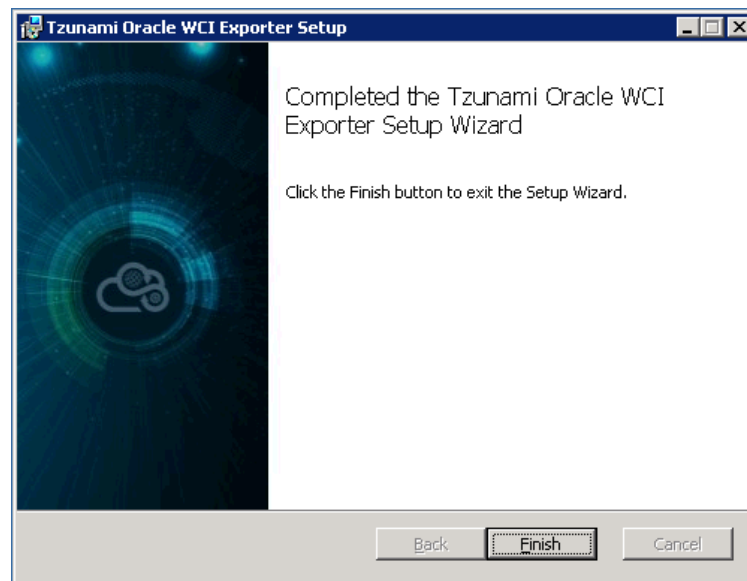 Tzunami Oracle WCI Exporter Setup
Completed the Tzunami Oracle WCI
Exporter Setup Wizard
Click the Finish button to exit the Setup Wizard.
Back
Finish
Cancel